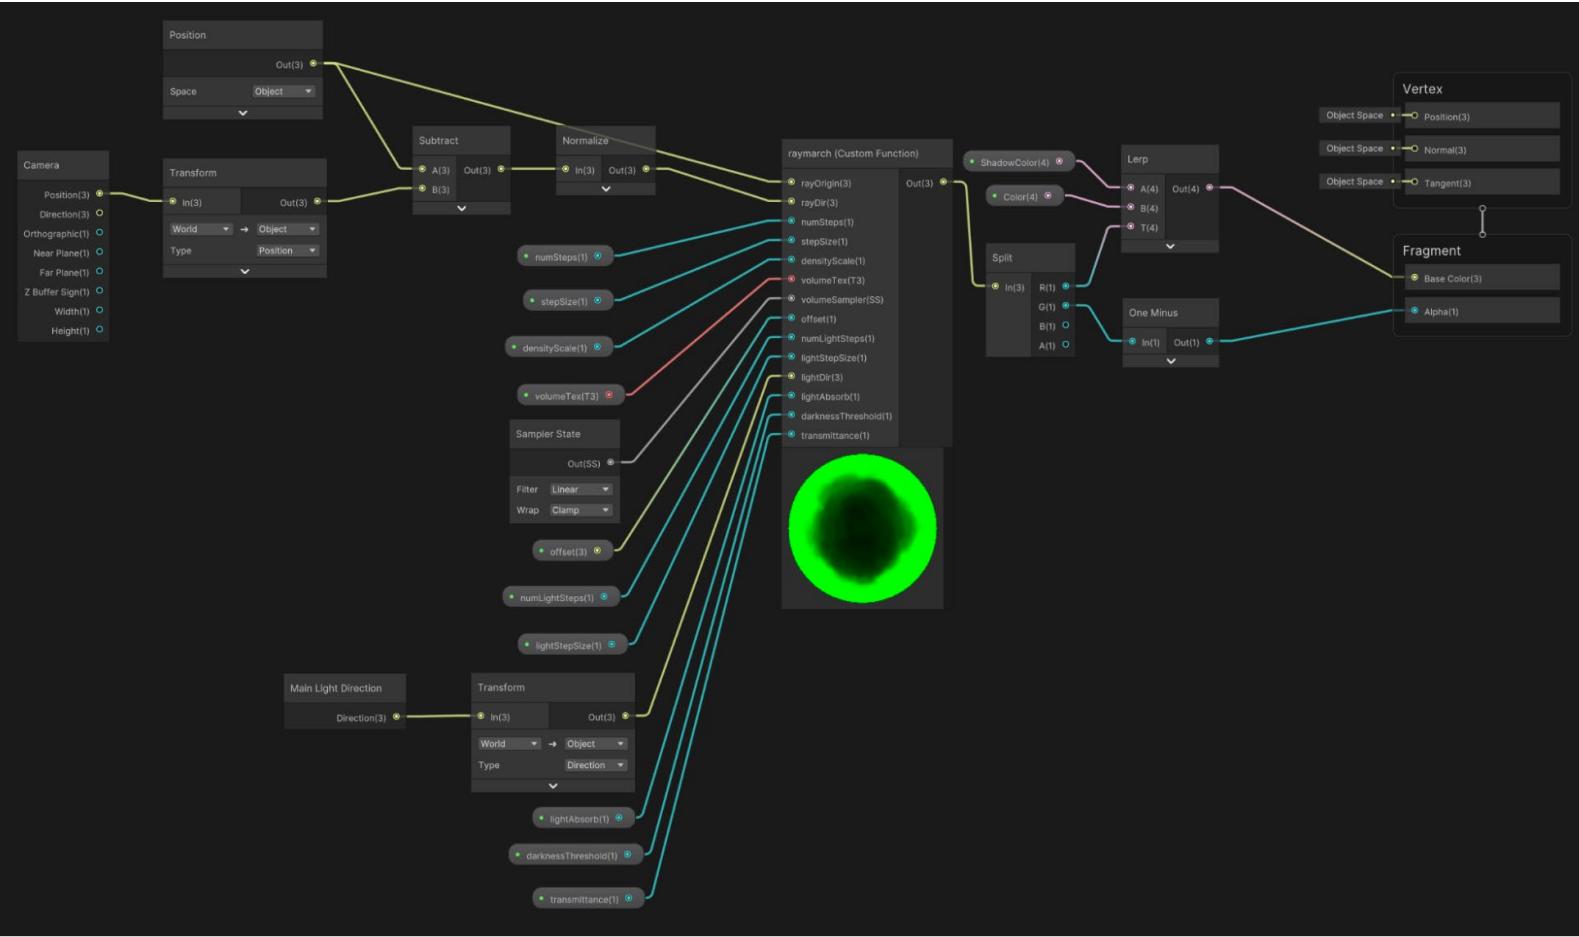 Position
Out(3)
Space Object
Camera
Position(3)
Direction(3)
Orthographic(1)
Near Plane(1)
Far Plane(1)
Z Buffer Sign(1)
Width(1)
Height(1)
Transform
In(3) Out(3)
World Object
Type Position
Subtract
A(3) Out(3)
B(3)
Normalize
In(3) Out(3)
numSteps(1)
stepSize(1)
densityScale(1)
volumeTex(T3)
Sampler State
Out(SS)
Filter Linear
Wrap Clamp
offset(3)
numLightSteps(1)
lightStepSize(1)
Main Light Direction
Direction(3)
Transform
In(3) Out(3)
World Object
Type Direction
lightAbsorb(1)
darknessThreshold(1)
transmittance(1)
raymarch (Custom Function)
rayOrigin(3) Out(3)
rayDir(3)
numSteps(1)
stepSize(1)
densityScale(1)
volumeTex(T3)
volumeSampler(SS)
offset(1)
numLightSteps(1)
lightStepSize(1)
lightDir(3)
lightAbsorb(1)
darknessThreshold(1)
transmittance(1)
ShadowColor(4)
Color(4)
Split
In(3) R(1)
G(1)
B(1)
A(1)
Lerp
A(4) Out(4)
B(4)
T(4)
One Minus
In(1) Out(1)
Vertex
Object Space Position(3)
Object Space Normal(3)
Object Space Tangent(3)
Fragment
Base Color(3)
Alpha(1)